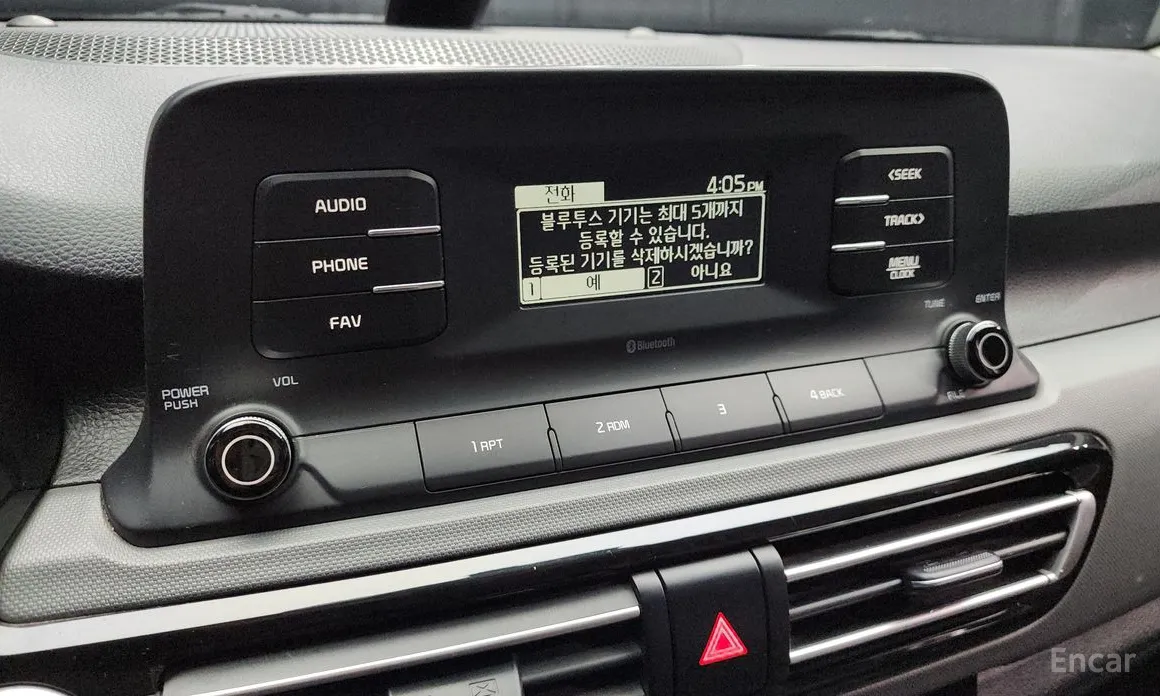 AUDIO
PHONE
FAV
전화
4:05PM
블루투스 기기는 최대 5개까지
등록할 수 있습니다.
등록된 기기를 삭제하시겠습니까?
1 예 2 아니요
<SEEK
TRACK>
MENU
CLOCK
Bluetooth
POWER
PUSH
VOL
TUNE
ENTER
FILE
1 RPT
2 RDM
3
4 BACK
Encar